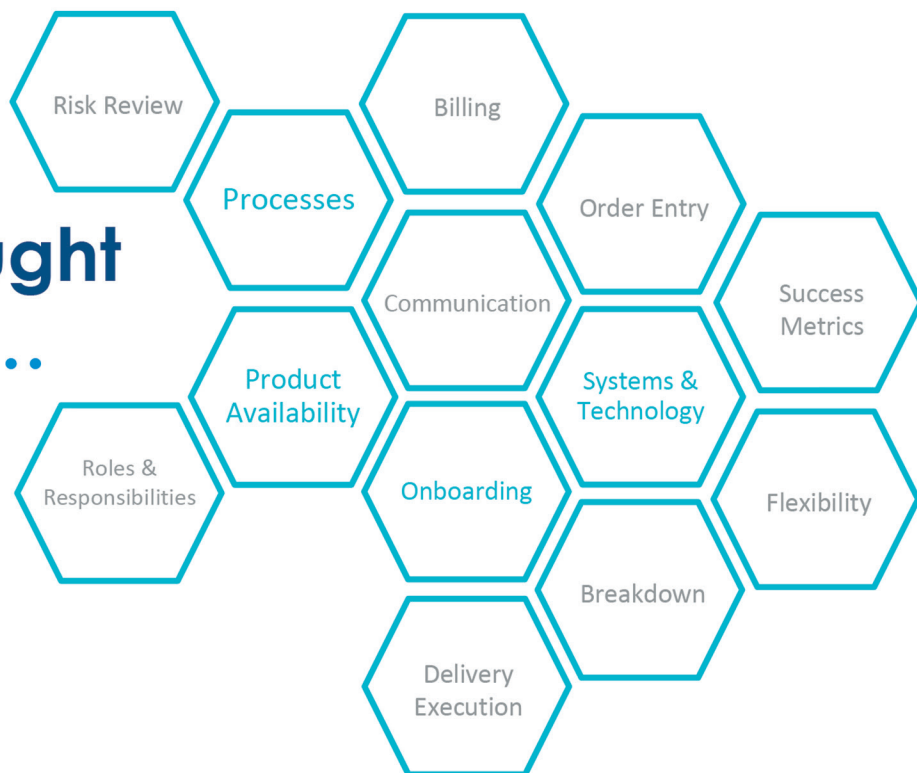 Risk Review
Billing
Processes
Order Entry
ught
Communication
Success
Metrics
...
Product
Availability
Systems &
Technology
Roles &
Responsibilities
Onboarding
Flexibility
Breakdown
Delivery
Execution